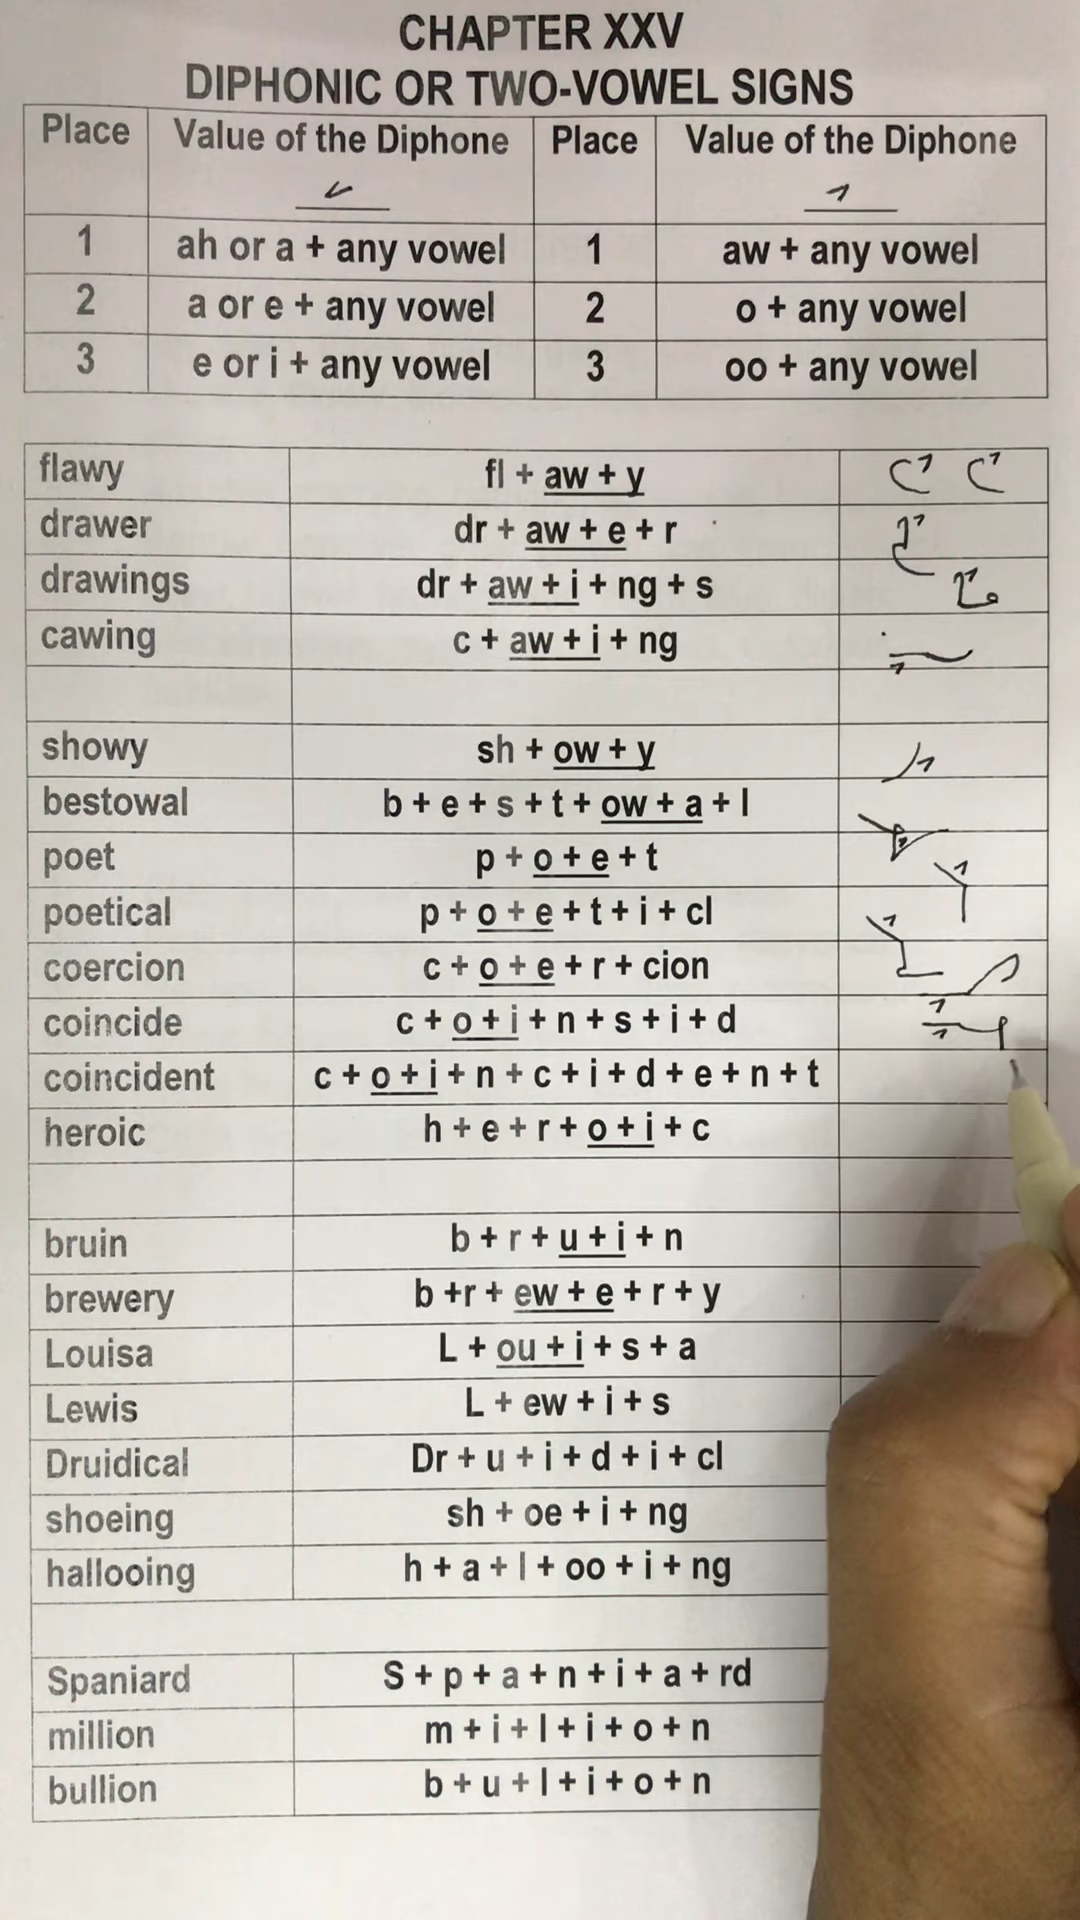 CHAPTER XXV
DIPHONIC OR TWO-VOWEL SIGNS
Place Value of the Diphone Place Value of the Diphone
1 ah or a + any vowel 1 aw + any vowel
2 a or e + any vowel 2 o + any vowel
3 e or i + any vowel 3 oo + any vowel
flawy fl + aw + y
drawer dr + aw + e + r
drawings dr + aw + i + ng + s
cawing c + aw + i + ng
showy sh + ow + y
bestowal b + e + s + t + ow + a + l
poet p + o + e + t
poetical p + o + e + t + i + cl
coercion c + o + e + r + cion
coincide c + o + i + n + s + i + d
coincident c + o + i + n + c + i + d + e + n + t
heroic h + e + r + o + i + c
bruin b + r + u + i + n
brewery b +r + ew + e + r + y
Louisa L + ou + i + s + a
Lewis L + ew + i + s
Druidical Dr + u + i + d + i + cl
shoeing sh + oe + i + ng
hallooing h + a + l + oo + i + ng
Spaniard S + p + a + n + i + a + rd
million m + i + l + i + o + n
bullion b + u + l + i + o + n